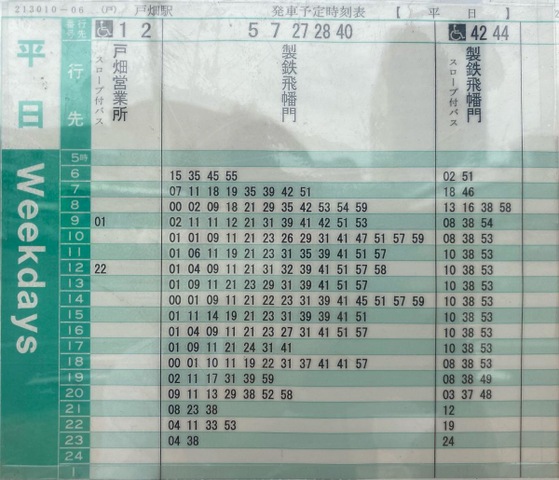 213010-06 (戸) 戸畑駅 発車予定時刻表 【 平 日 】
平日 Weekdays
行先番号 1 2 5 7 27 28 40 42 44
行先 戸畑営業所 スロープ付バス 製鉄飛幡門 製鉄飛幡門 スロープ付バス
5時
6 15 35 45 55 02 51
7 07 11 18 19 35 39 42 51 18 46
8 00 02 09 18 21 29 35 42 53 54 59 13 16 38 58
9 01 02 11 11 12 21 31 39 41 42 51 53 08 38 54
10 01 01 09 11 21 23 26 29 31 41 47 51 57 59 08 38 53
11 01 06 11 19 21 23 31 35 39 41 51 57 10 38 53
12 22 01 04 09 11 21 31 32 39 41 51 57 58 10 38 53
13 01 09 11 21 23 29 31 39 41 51 57 10 38 53
14 00 01 09 11 21 22 23 31 39 41 45 51 57 59 10 38 53
15 01 11 14 19 21 23 31 39 39 41 51 10 38 53
16 01 04 09 11 21 23 27 31 41 51 57 10 38 53
17 01 09 11 21 24 31 41 10 38 53
18 00 01 10 11 19 22 31 37 41 41 57 08 38 53
19 02 11 17 31 39 59 08 38 49
20 09 11 13 29 38 52 58 03 37 48
21 08 23 38 12
22 04 11 33 53 19
23 04 38 24
24
1